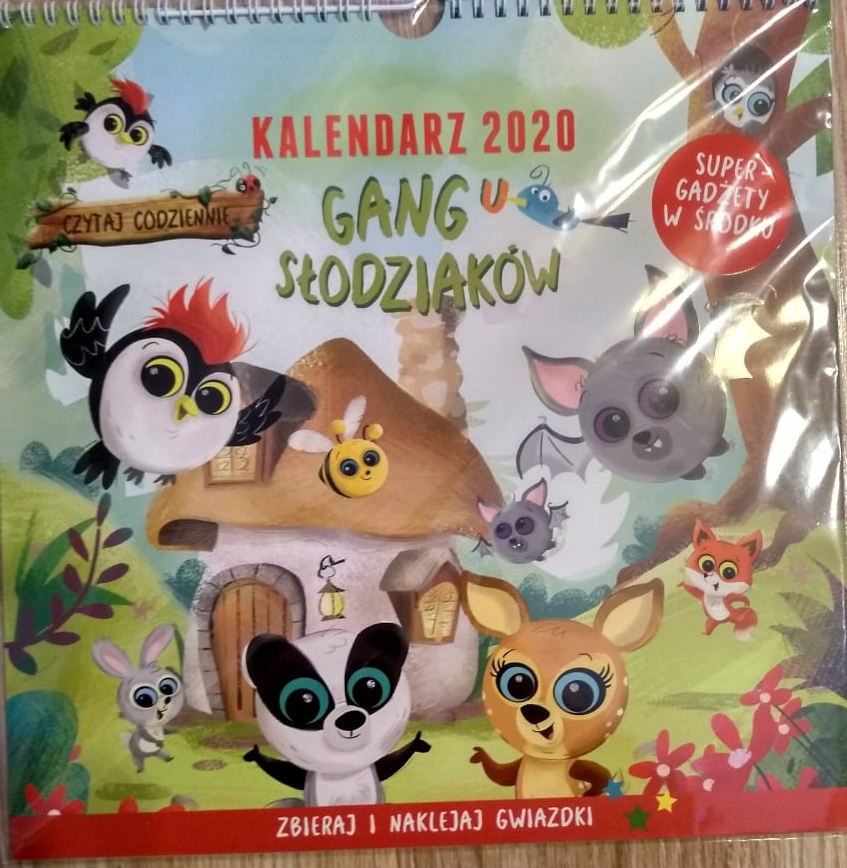 KALENDARZ 2020
GANG U
SŁODZIAKÓW
CZYTAJ CODZIENNIE
SUPER
GADŻETY
W ŚRODKU
ZBIERAJ I NAKLEJAJ GWIAZDKI